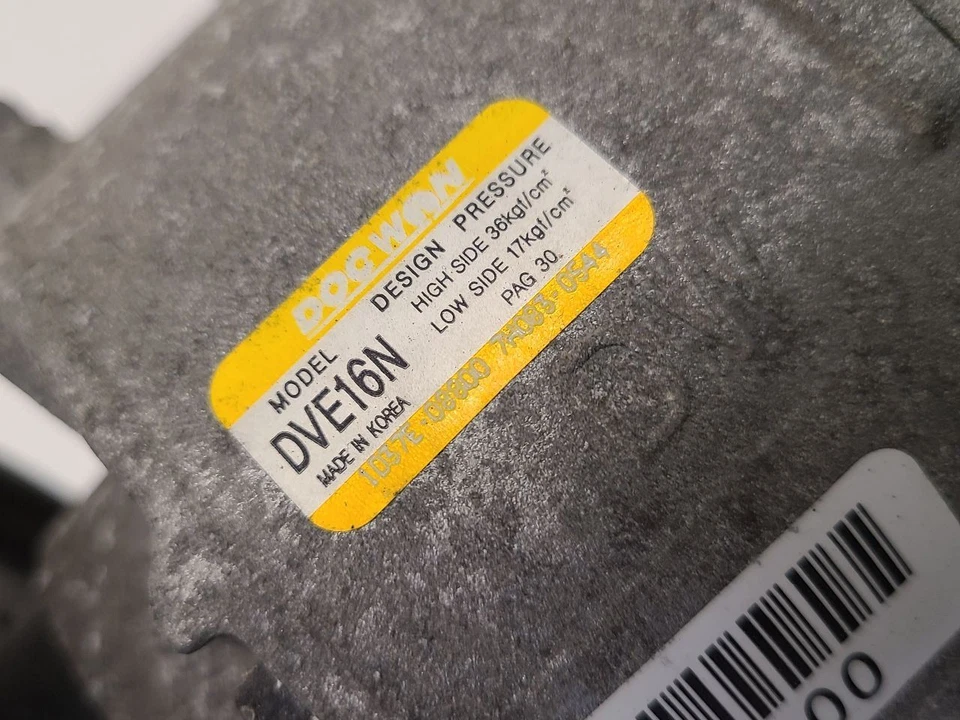 DOOWON
MODEL
DVE16N
MADE IN KOREA
DESIGN PRESSURE
HIGH SIDE 36kgf/cm²
LOW SIDE 17kgf/cm²
PAG 30
00